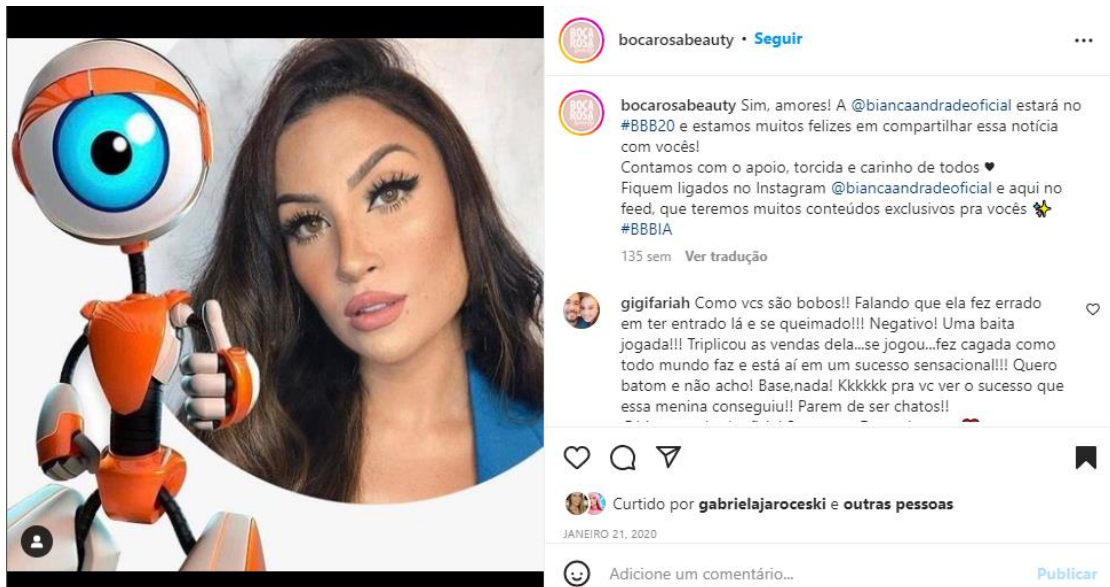 BOCA
ROSA
bocarosabeauty • Seguir
BOCA
ROSA
bocarosabeauty Sim, amores! A @biancaandradeoficial estará no
#BBB20 e estamos muitos felizes em compartilhar essa notícia
com vocês!
Contamos com o apoio, torcida e carinho de todos ♥
Fiquem ligados no Instagram @biancaandradeoficial e aqui no
feed, que teremos muitos conteúdos exclusivos pra vocês ✨
#BBBIA
135 sem Ver tradução
gigifariah Como vcs são bobos!! Falando que ela fez errado
em ter entrado lá e se queimado!!! Negativo! Uma baita
jogada!!! Triplicou as vendas dela...se jogou...fez cagada como
todo mundo faz e está aí em um sucesso sensacional!!! Quero
batom e não acho! Base,nada! Kkkkkk pra vc ver o sucesso que
essa menina conseguiu!! Parem de ser chatos!!
Curtido por gabrielajaroceski e outras pessoas
JANEIRO 21, 2020
Adicione um comentário...
Publicar